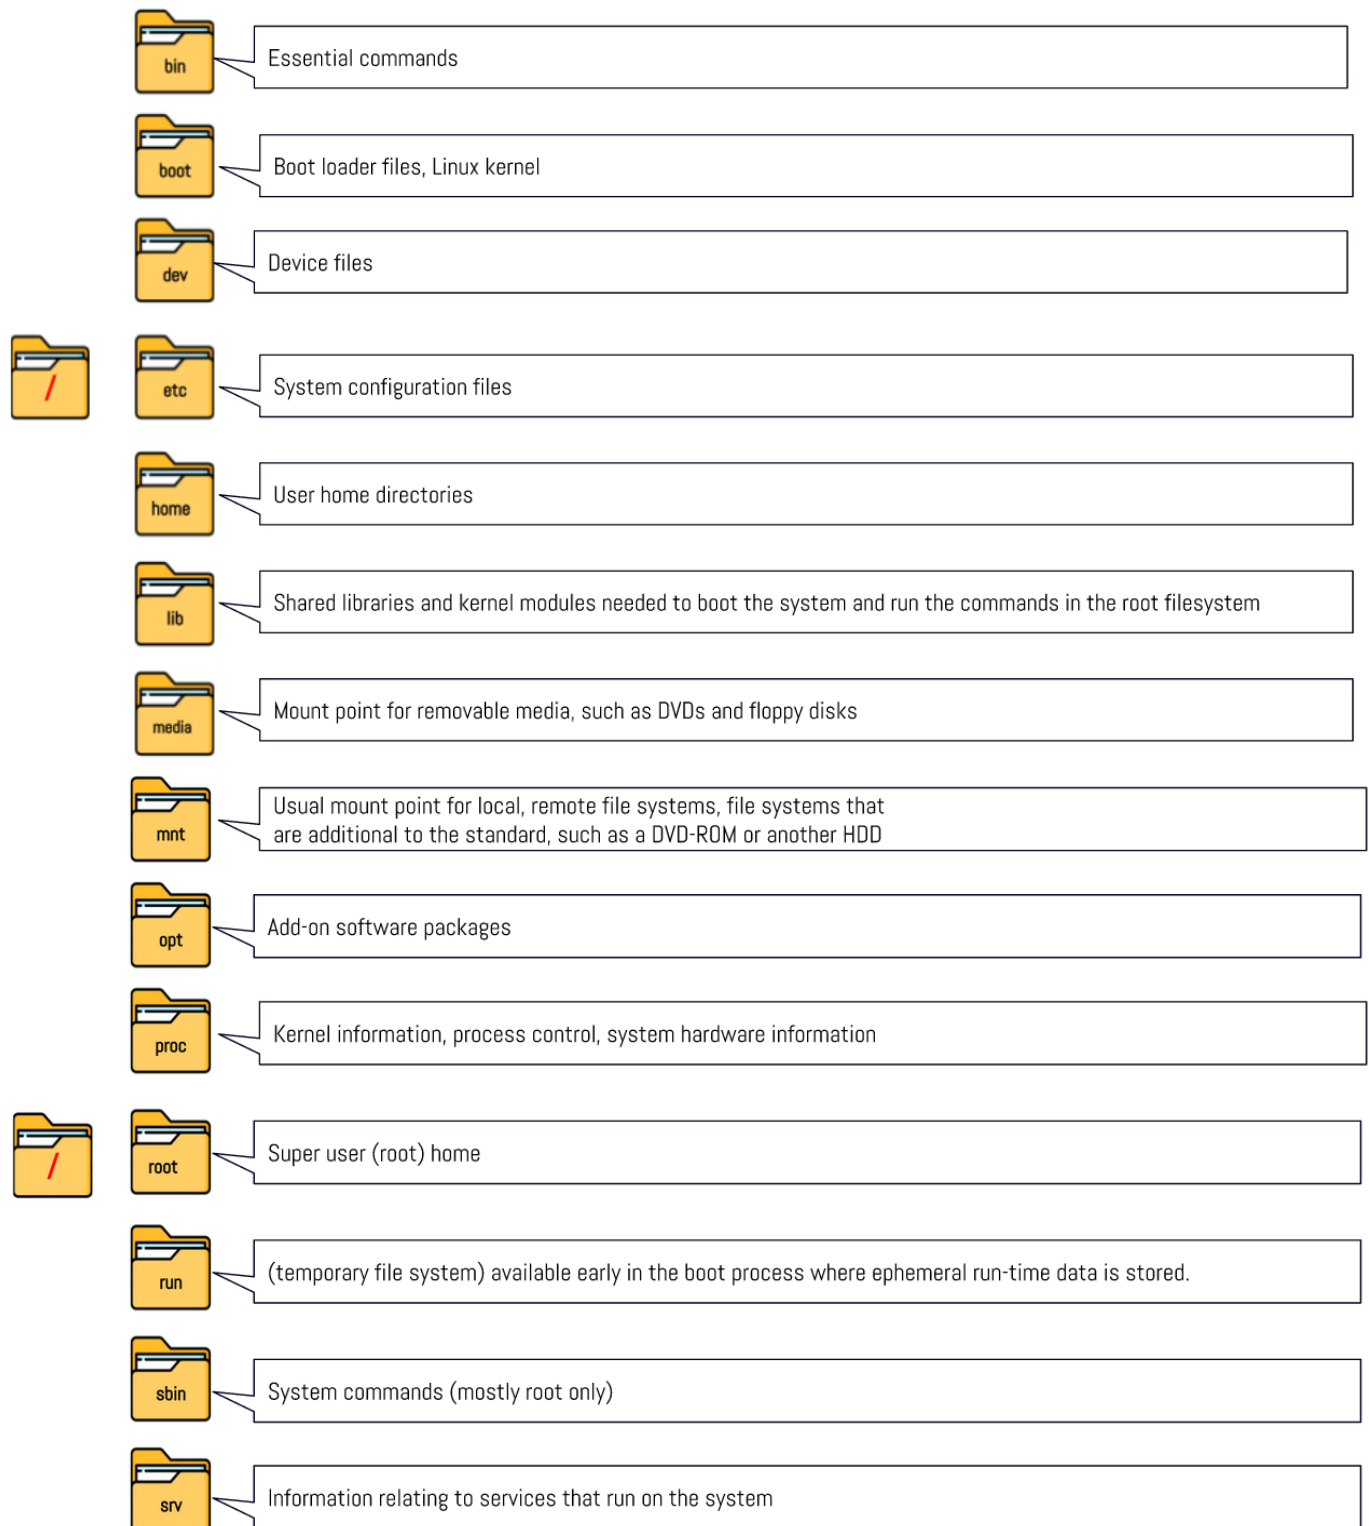 bin
Essential commands
boot
Boot loader files, Linux kernel
dev
Device files
/
etc
System configuration files
home
User home directories
lib
Shared libraries and kernel modules needed to boot the system and run the commands in the root filesystem
media
Mount point for removable media, such as DVDs and floppy disks
mnt
Usual mount point for local, remote file systems, file systems that
are additional to the standard, such as a DVD-ROM or another HDD
opt
Add-on software packages
proc
Kernel information, process control, system hardware information
/
root
Super user (root) home
run
(temporary file system) available early in the boot process where ephemeral run-time data is stored.
sbin
System commands (mostly root only)
srv
Information relating to services that run on the system